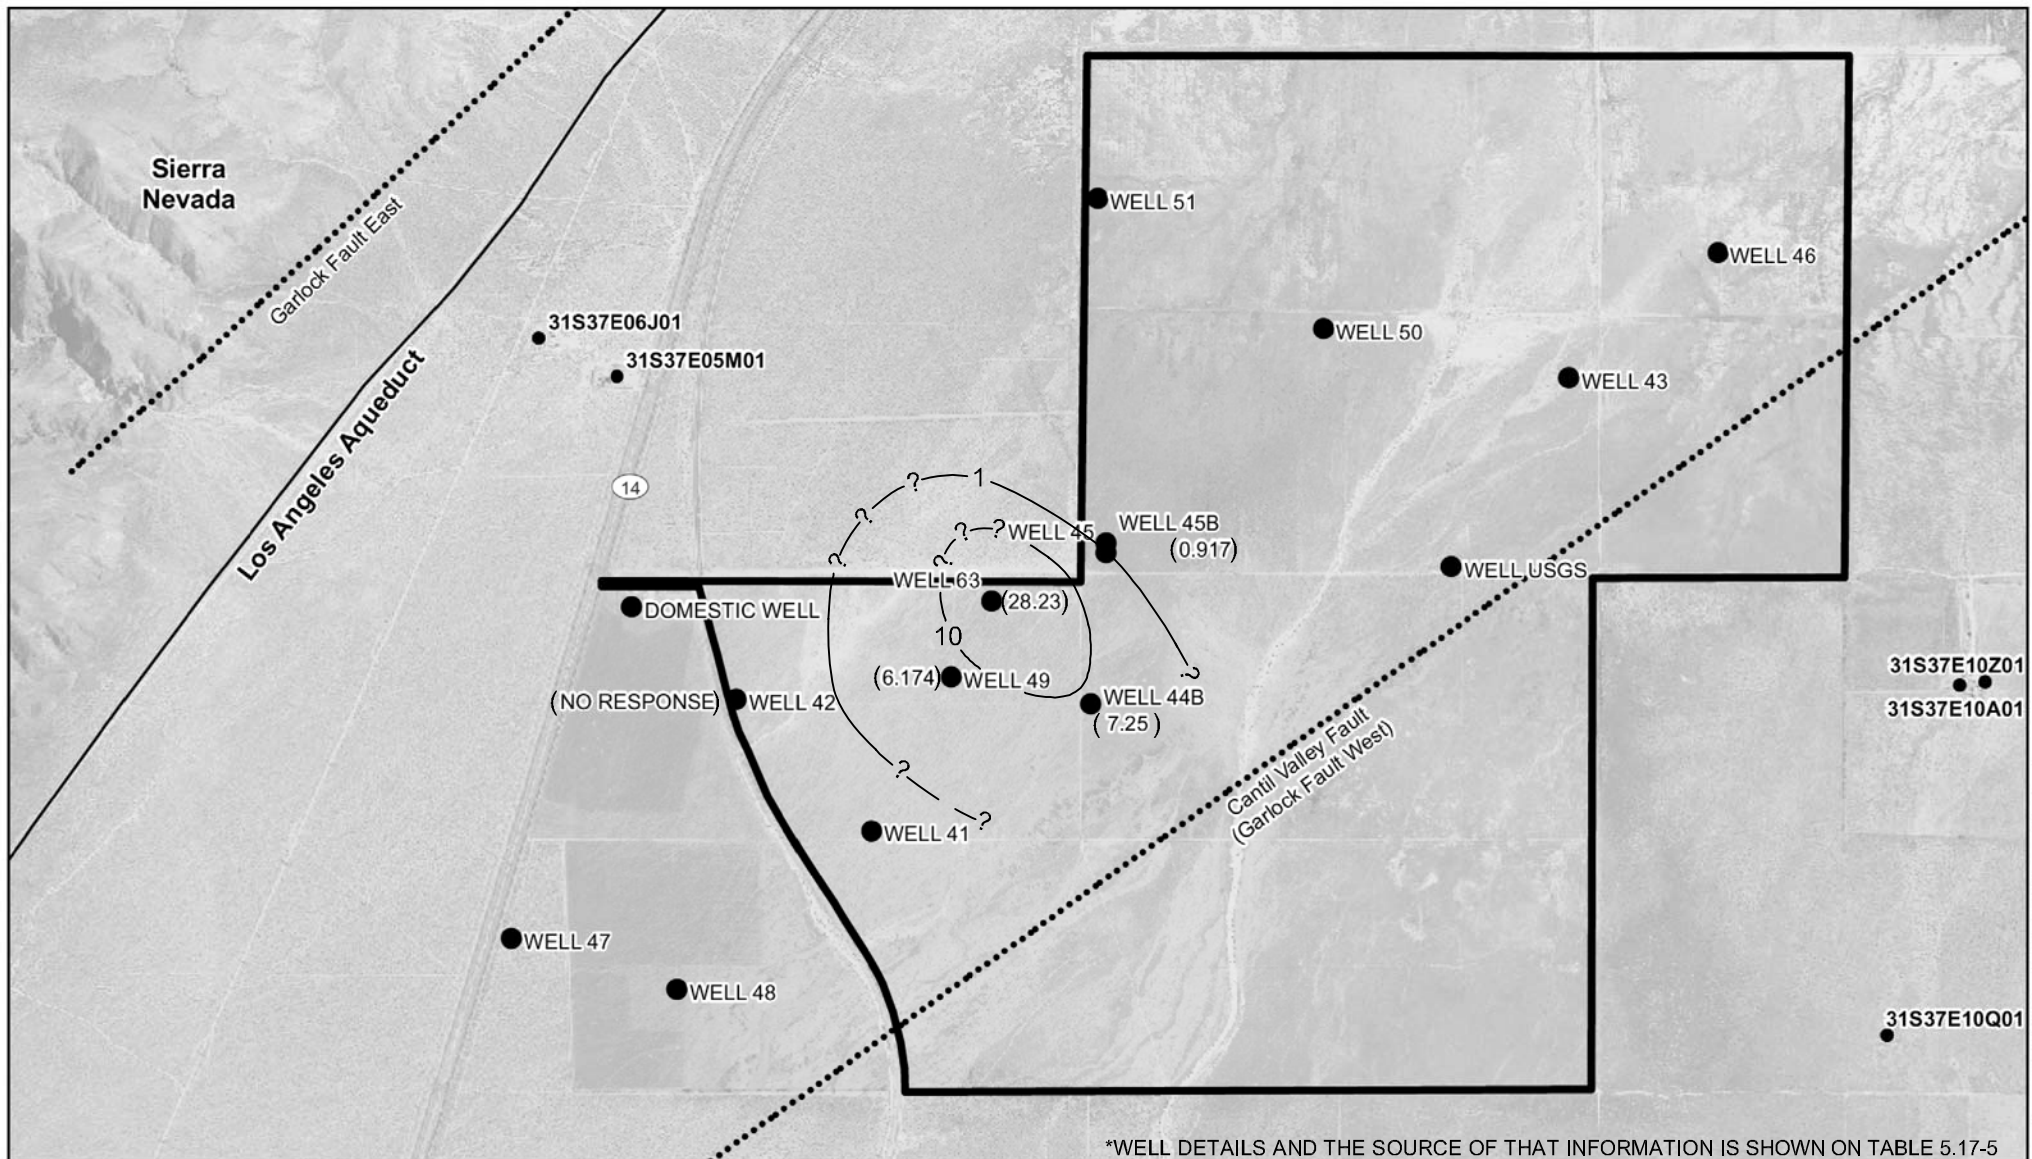 Sierra
Nevada
Garlock Fault East
Los Angeles Aqueduct
31S37E06J01
31S37E05M01
14
WELL 51
WELL 46
WELL 50
WELL 43
? 1
?
? ? WELL 45 WELL 45B
(0.917)
? ?
WELL 63
WELL USGS
DOMESTIC WELL
(28.23)
10
(6.174) WELL 49
?
(NO RESPONSE) WELL 42
WELL 44B
(7.25)
31S37E10Z01
31S37E10A01
Cantil Valley Fault
(Garlock Fault West)
?
?
WELL 41
WELL 47
WELL 48
31S37E10Q01
*WELL DETAILS AND THE SOURCE OF THAT INFORMATION IS SHOWN ON TABLE 5.17-5